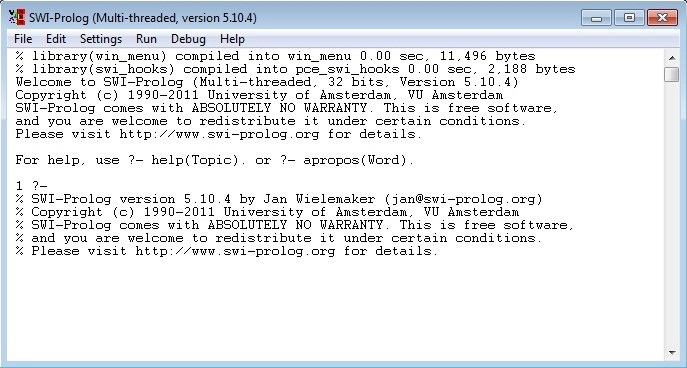 SWI-Prolog (Multi-threaded, version 5.10.4)
File Edit Settings Run Debug Help
% library(win_menu) compiled into win_menu 0.00 sec, 11,496 bytes
% library(swi_hooks) compiled into pce_swi_hooks 0.00 sec, 2,188 bytes
Welcome to SWI-Prolog (Multi-threaded, 32 bits, Version 5.10.4)
Copyright (c) 1990-2011 University of Amsterdam, VU Amsterdam
SWI-Prolog comes with ABSOLUTELY NO WARRANTY. This is free software,
and you are welcome to redistribute it under certain conditions.
Please visit http://www.swi-prolog.org for details.
For help, use ?- help(Topic). or ?- apropos(Word).
1 ?-
% SWI-Prolog version 5.10.4 by Jan Wielemaker (jan@swi-prolog.org)
% Copyright (c) 1990-2011 University of Amsterdam, VU Amsterdam
% SWI-Prolog comes with ABSOLUTELY NO WARRANTY. This is free software,
% and you are welcome to redistribute it under certain conditions.
% Please visit http://www.swi-prolog.org for details.